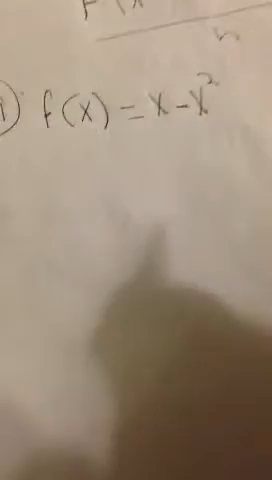 F(x
h
1) f(x) = x - x²